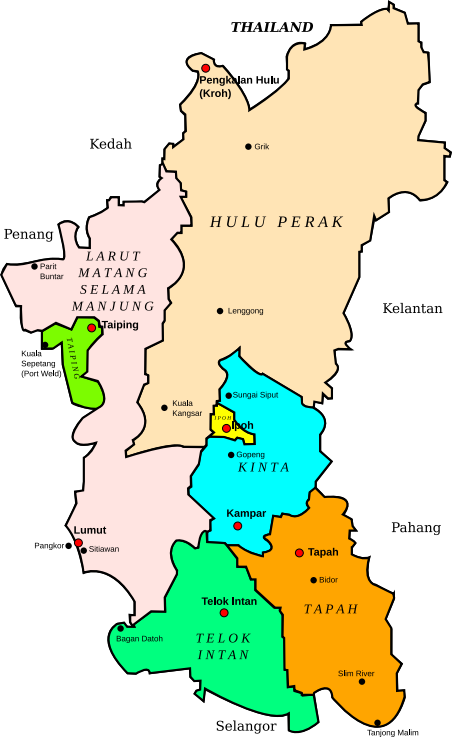 THAILAND
Pengkalan Hulu
(Kroh)
Kedah
Grik
HULU PERAK
Penang
LARUT
MATANG
SELAMA
MANJUNG
Parit
Buntar
Kelantan
Lenggong
Taiping
TAIPING
Kuala
Sepetang
(Port Weld)
Sungai Siput
Kuala
Kangsar
IPOH
Ipoh
Gopeng
KINTA
Kampar
Pahang
Lumut
Pangkor
Sitiawan
Tapah
Bidor
Telok Intan
TAPAH
Bagan Datoh
TELOK
INTAN
Slim River
Selangor
Tanjong Malim